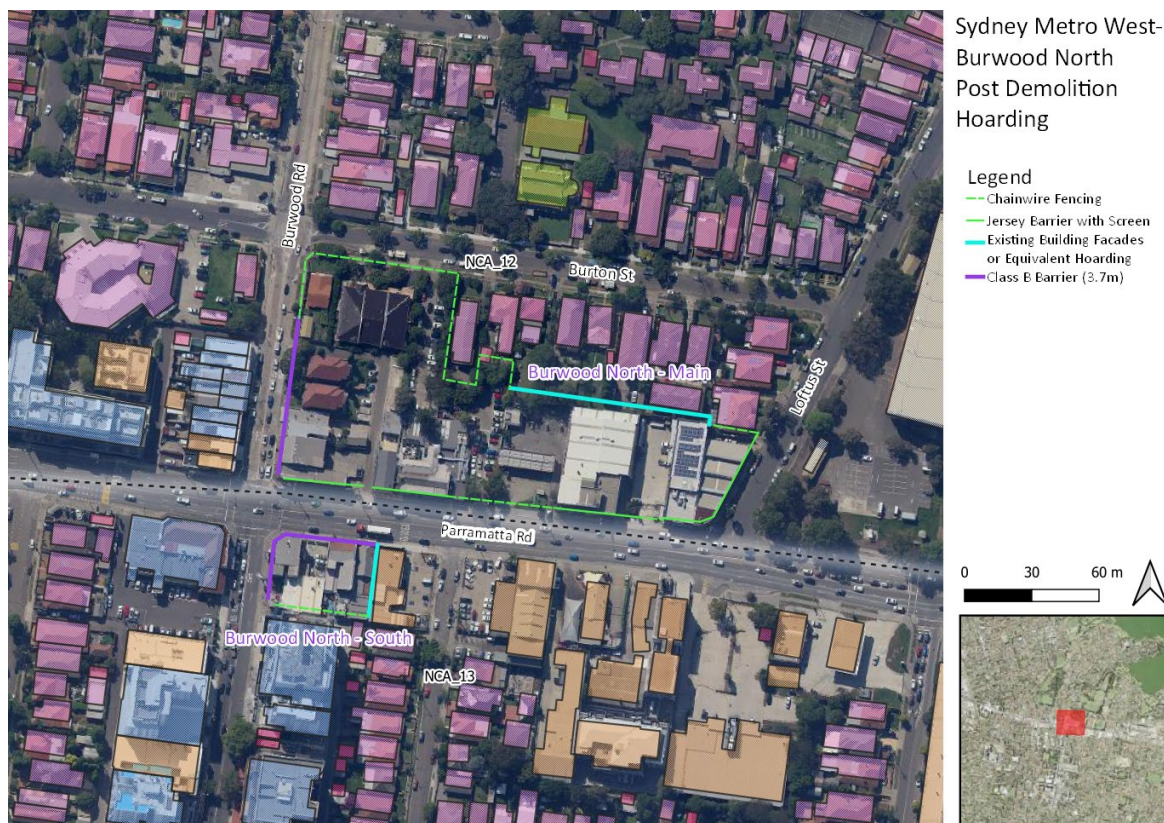 Sydney Metro West-
Burwood North
Post Demolition
Hoarding
Legend
Chainwire Fencing
Jersey Barrier with Screen
Existing Building Facades
or Equivalent Hoarding
Class B Barrier (3.7m)
Burwood Rd
NCA_12
Burton St
Burwood North - Main
Loftus St
Parramatta Rd
Burwood North - South
NCA_13
0 30 60 m